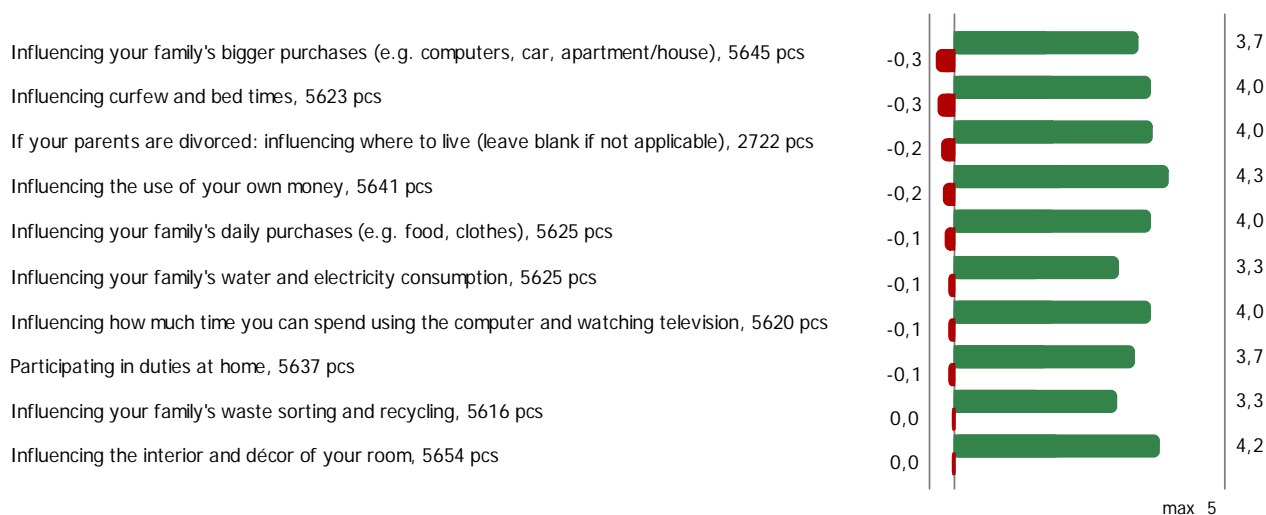 Influencing your family's bigger purchases (e.g. computers, car, apartment/house), 5645 pcs -0,3 3,7
Influencing curfew and bed times, 5623 pcs -0,3 4,0
If your parents are divorced: influencing where to live (leave blank if not applicable), 2722 pcs -0,2 4,0
Influencing the use of your own money, 5641 pcs -0,2 4,3
Influencing your family's daily purchases (e.g. food, clothes), 5625 pcs -0,1 4,0
Influencing your family's water and electricity consumption, 5625 pcs -0,1 3,3
Influencing how much time you can spend using the computer and watching television, 5620 pcs -0,1 4,0
Participating in duties at home, 5637 pcs -0,1 3,7
Influencing your family's waste sorting and recycling, 5616 pcs 0,0 3,3
Influencing the interior and décor of your room, 5654 pcs 0,0 4,2
max 5